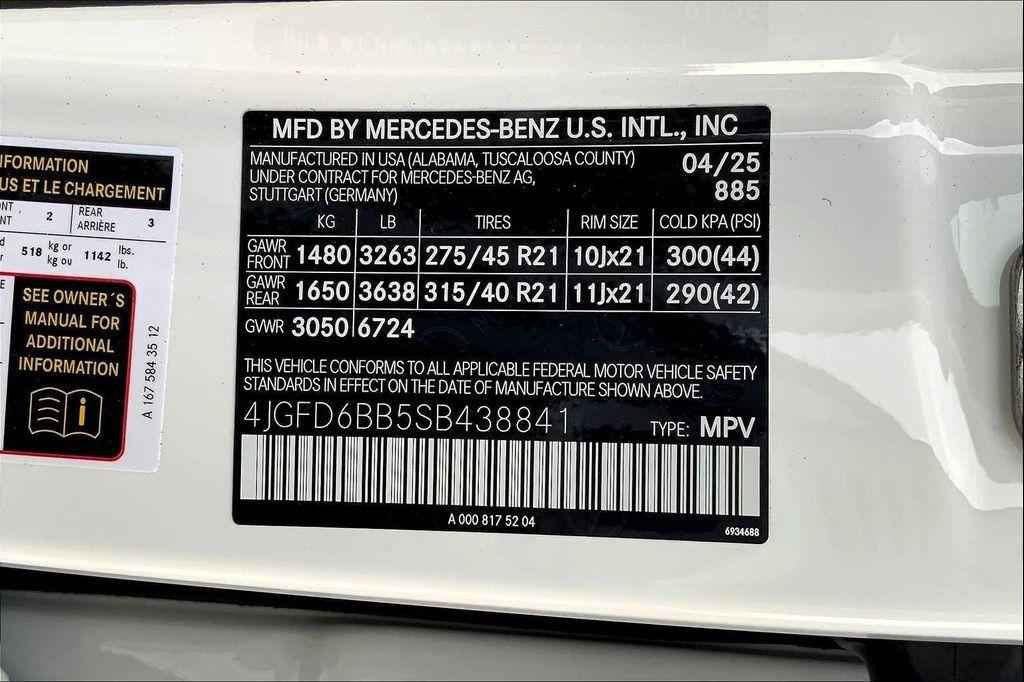 MFD BY MERCEDES-BENZ U.S. INTL., INC
MANUFACTURED IN USA (ALABAMA, TUSCALOOSA COUNTY) 04/25
UNDER CONTRACT FOR MERCEDES-BENZ AG, 885
STUTTGART (GERMANY)
KG LB TIRES RIM SIZE COLD KPA (PSI)
GAWR FRONT 1480 3263 275/45 R21 10Jx21 300(44)
GAWR REAR 1650 3638 315/40 R21 11Jx21 290(42)
GVWR 3050 6724
THIS VEHICLE CONFORMS TO ALL APPLICABLE FEDERAL MOTOR VEHICLE SAFETY
STANDARDS IN EFFECT ON THE DATE OF MANUFACTURE SHOWN ABOVE.
4JGFD6BB5SB438841 TYPE: MPV
A 000 817 52 04
6934688
LE CHARGEMENT
2 REAR 3
ARRIÈRE
518 kg or 1142 lbs.
kg ou lb.
SEE OWNER´S
MANUAL FOR
ADDITIONAL
INFORMATION
i
A 167 584 35 12